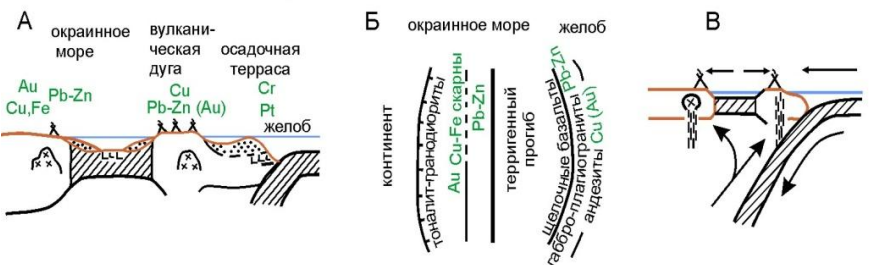 А
окраинное
море
вулкани-
ческая
дуга
осадочная
терраса
Au
Cu,Fe
Pb-Zn
Cu
Pb-Zn (Au)
Cr
Pt
желоб
Б
окраинное море
желоб
континент
тоналит-гранодиориты
Au Cu-Fe скарны
Pb-Zn
терригенный
прогиб
щелочные базальты
Pb-Zn
габбро-плагиограниты
андезиты Cu (Au)
В